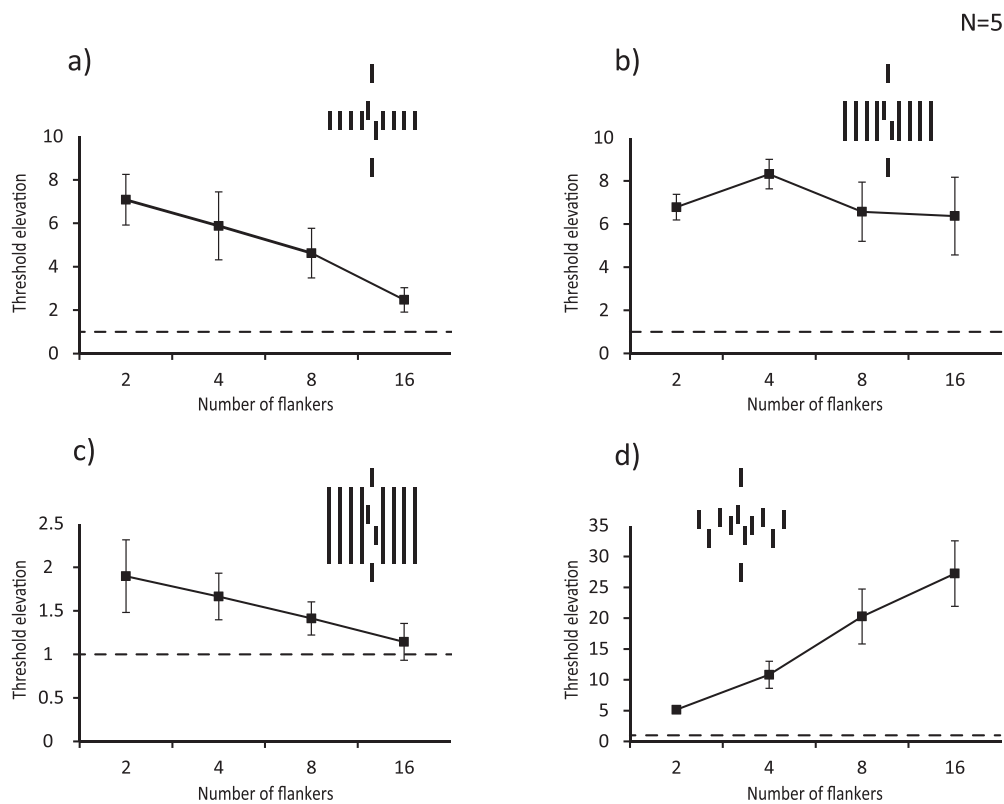 N=5
a)
10
8
6
4
2
0
Threshold elevation
2 4 8 16
Number of flankers
b)
10
8
6
4
2
0
Threshold elevation
2 4 8 16
Number of flankers
c)
2.5
2
1.5
1
0.5
0
Threshold elevation
2 4 8 16
Number of flankers
d)
35
30
25
20
15
10
5
0
Threshold elevation
2 4 8 16
Number of flankers